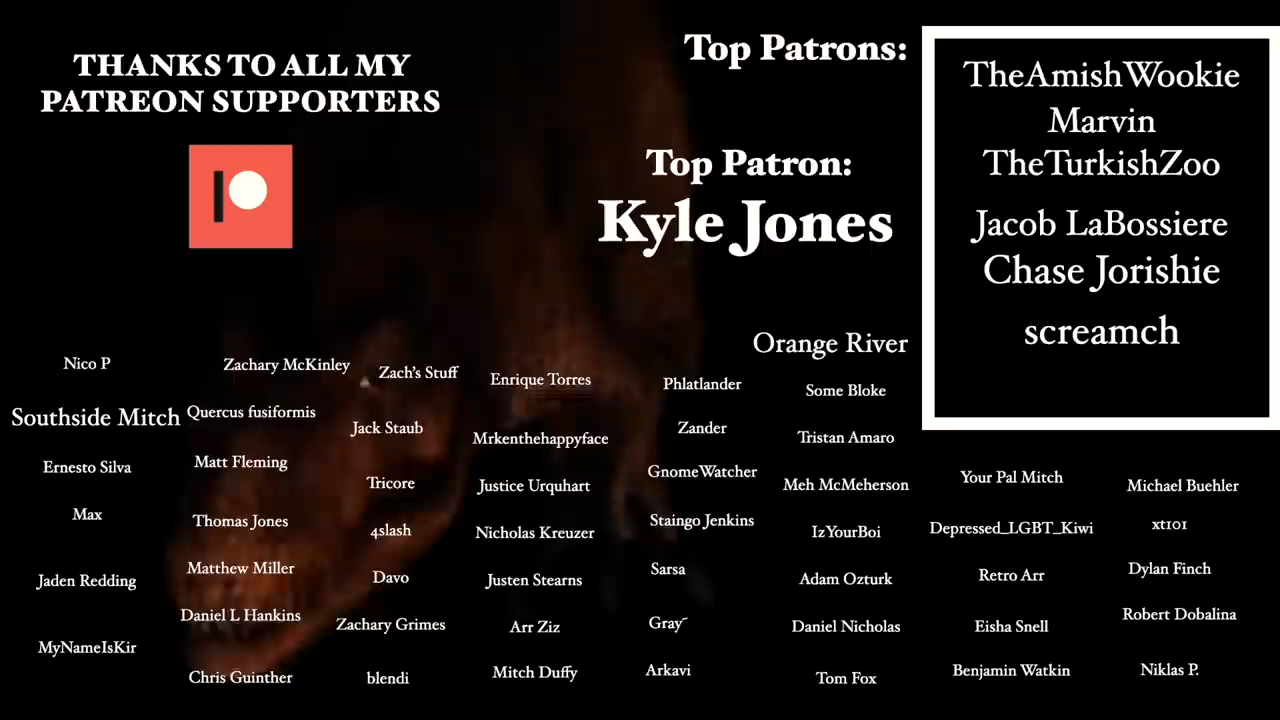 THANKS TO ALL MY
PATREON SUPPORTERS
Top Patrons:
Top Patron:
Kyle Jones
TheAmishWookie
Marvin
TheTurkishZoo
Jacob LaBossiere
Chase Jorishie
screamch
Nico P
Southside Mitch
Ernesto Silva
Max
Jaden Redding
MyNameIsKir
Zachary McKinley
Quercus fusiformis
Matt Fleming
Thomas Jones
Matthew Miller
Daniel L Hankins
Chris Guinther
Zach's Stuff
Jack Staub
Tricore
4slash
Davo
Zachary Grimes
blendi
Enrique Torres
Mrkenthehappyface
Justice Urquhart
Nicholas Kreuzer
Justen Stearns
Arr Ziz
Mitch Duffy
Phlatlander
Zander
GnomeWatcher
Staingo Jenkins
Sarsa
Gray˜
Arkavi
Orange River
Some Bloke
Tristan Amaro
Meh McMeherson
IzYourBoi
Adam Ozturk
Daniel Nicholas
Tom Fox
Your Pal Mitch
Depressed_LGBT_Kiwi
Retro Arr
Eisha Snell
Benjamin Watkin
Michael Buehler
xt101
Dylan Finch
Robert Dobalina
Niklas P.